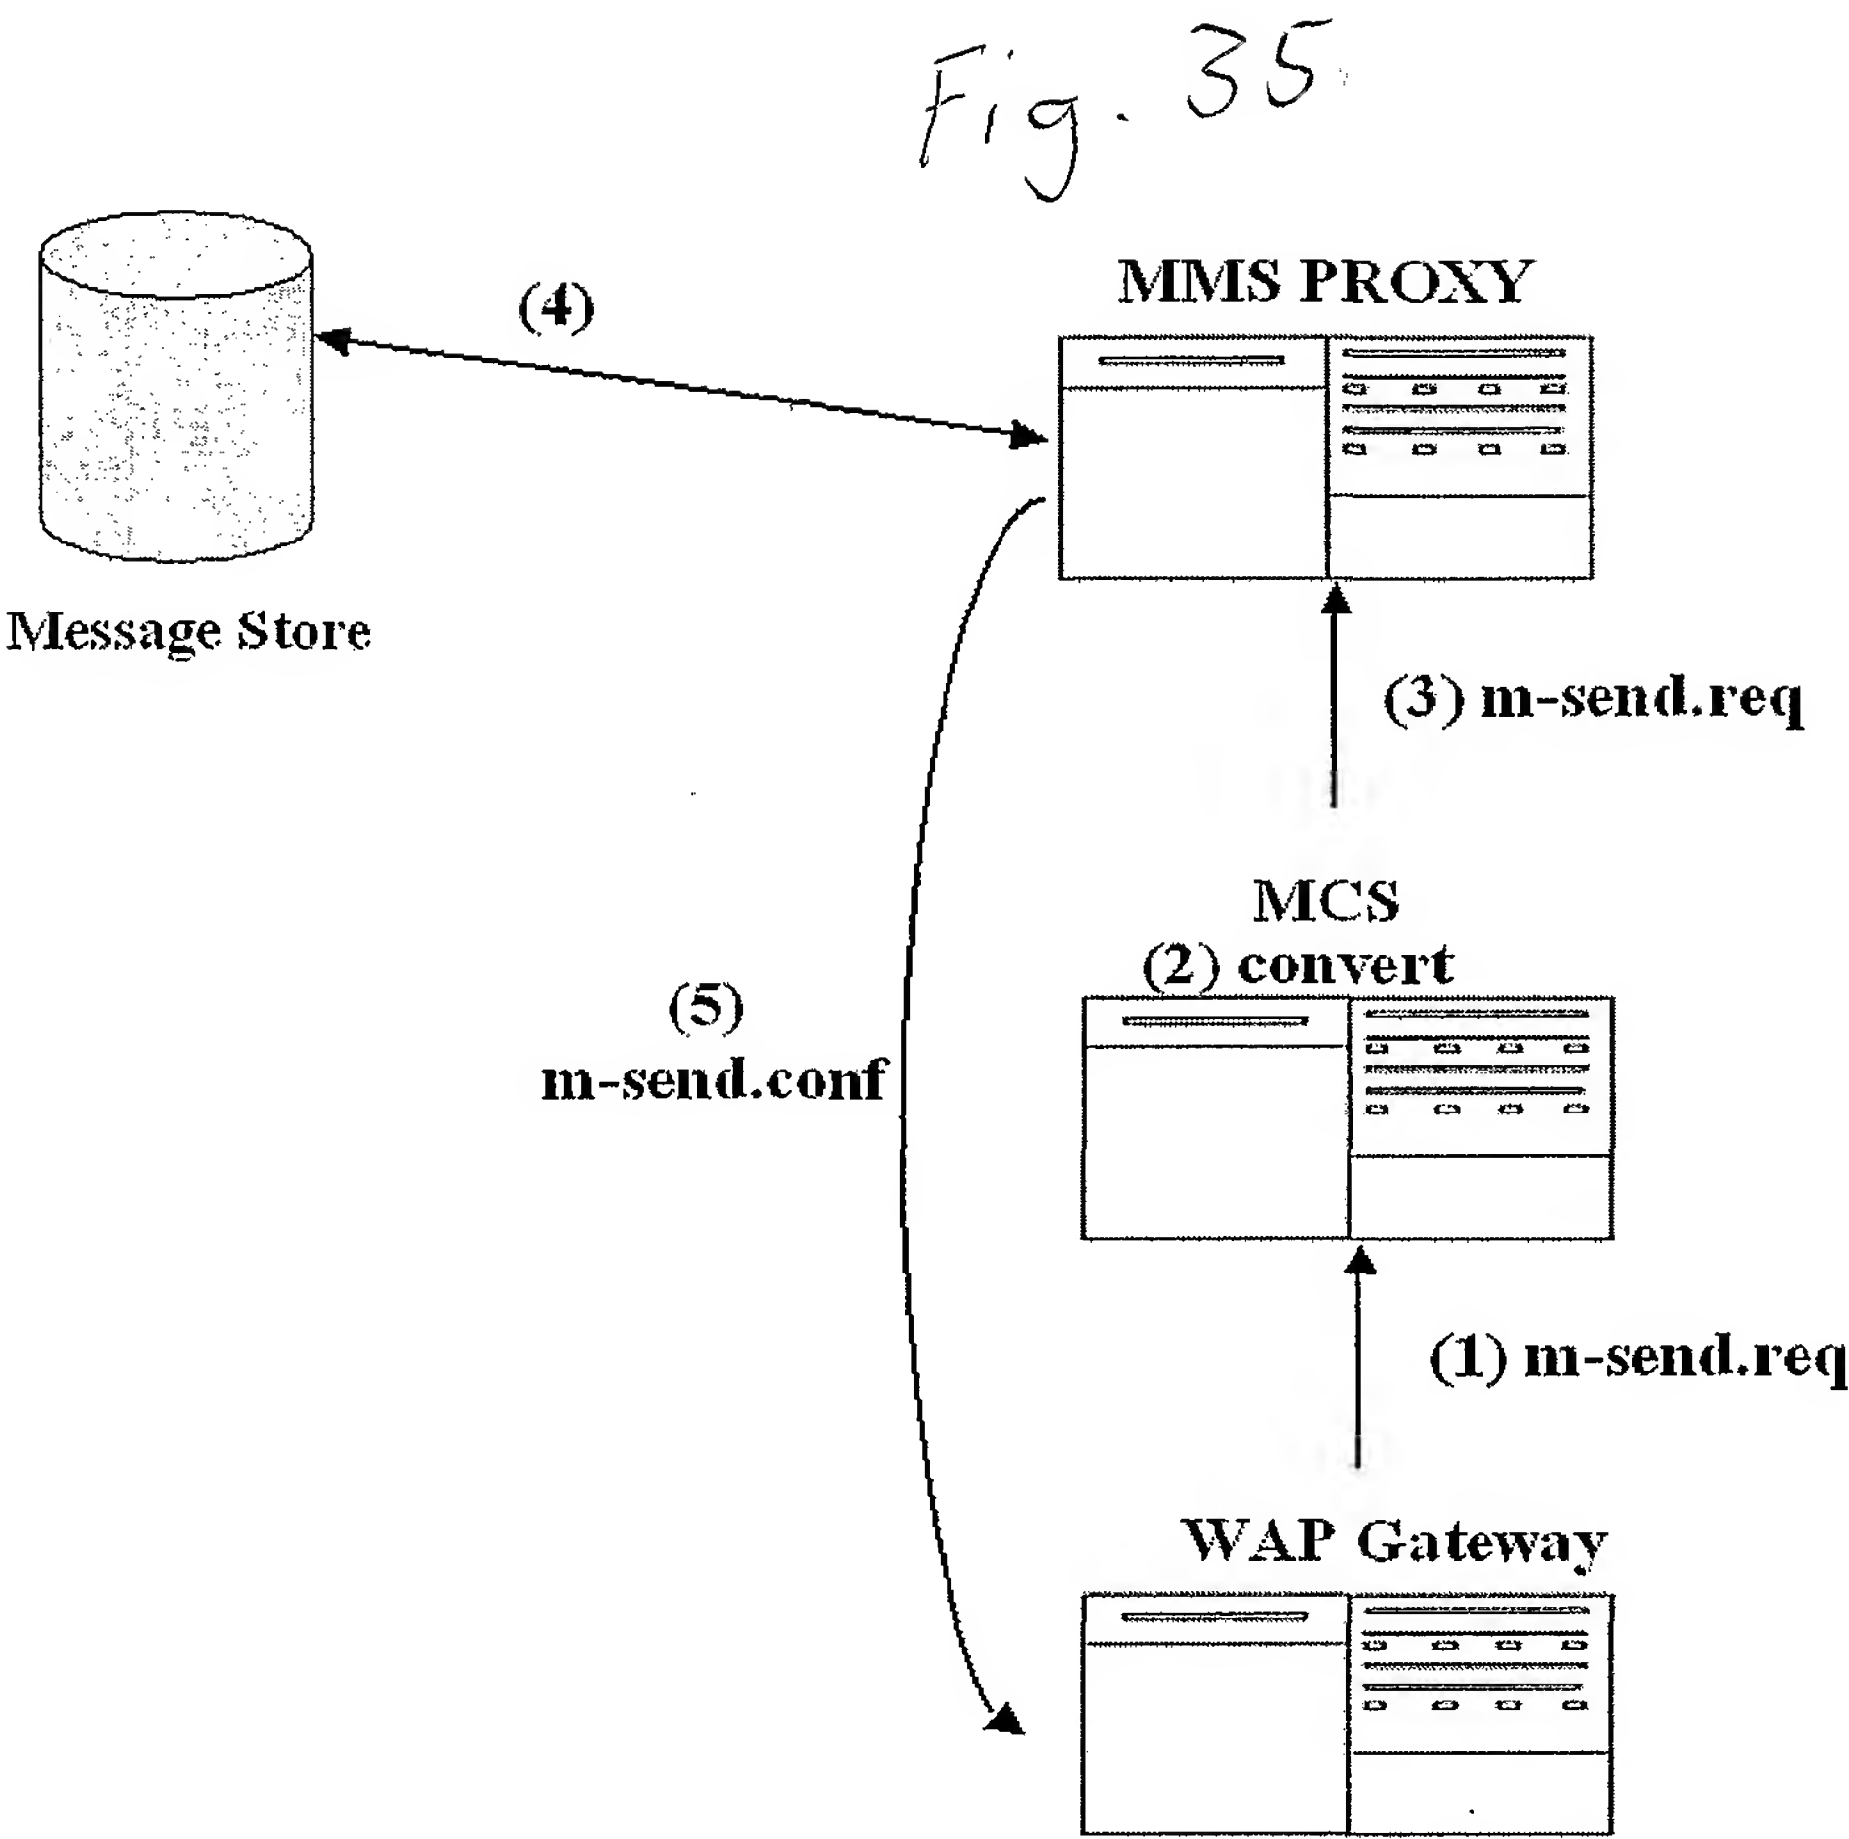 Fig. 35
MMS PROXY
(4)
Message Store
(3) m-send.req
MCS
(2) convert
(5)
m-send.conf
(1) m-send.req
WAP Gateway